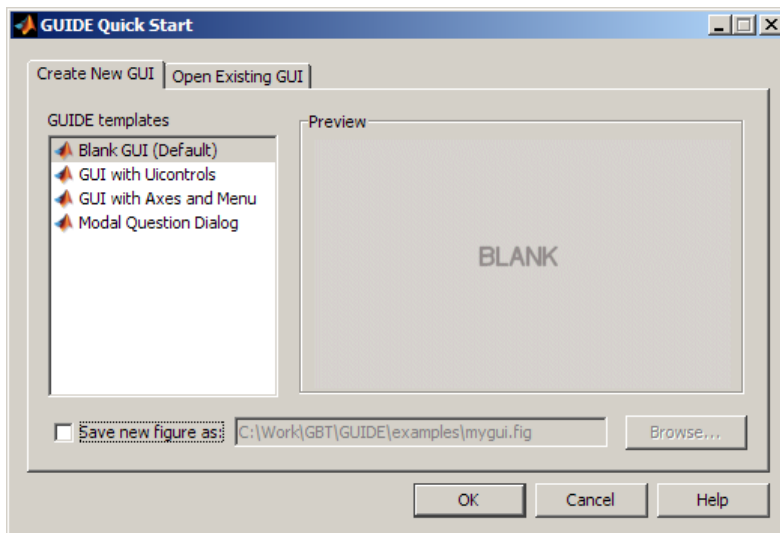 GUIDE Quick Start
Create New GUI
Open Existing GUI
GUIDE templates
Blank GUI (Default)
GUI with Uicontrols
GUI with Axes and Menu
Modal Question Dialog
Preview
BLANK
Save new figure as:
C:\Work\GBT\GUIDE\examples\mygui.fig
Browse...
OK
Cancel
Help